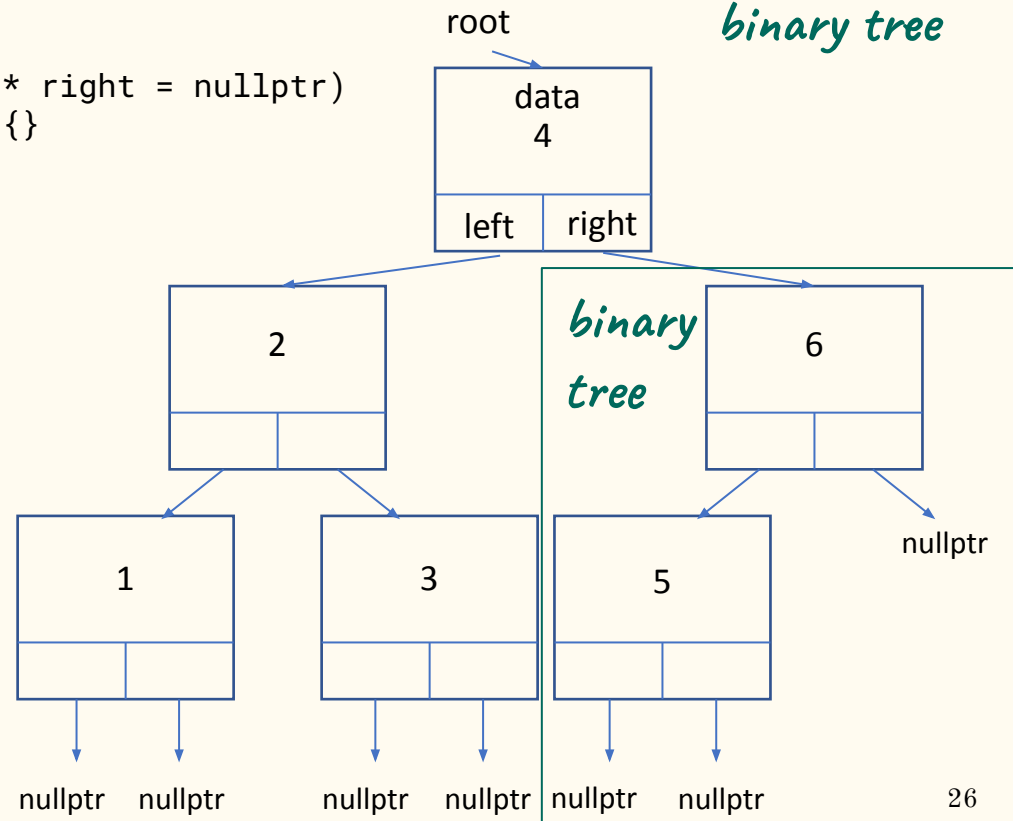 root
binary tree
* right = nullptr)
{}
data
4
left right
2
binary
tree
6
nullptr
1
3
5
nullptr nullptr nullptr nullptr nullptr nullptr
26